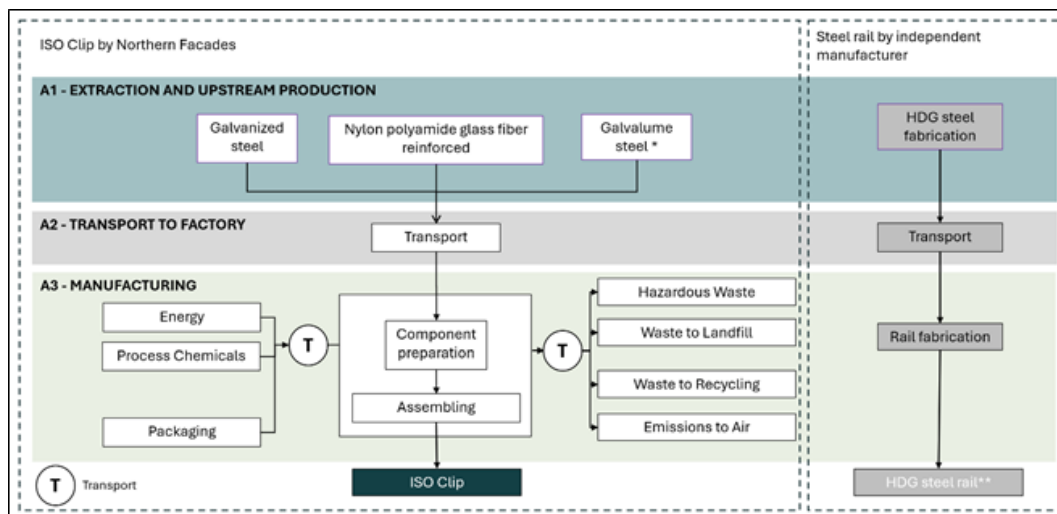 ISO Clip by Northern Facades
Steel rail by independent
manufacturer
A1 - EXTRACTION AND UPSTREAM PRODUCTION
Galvanized
steel
Nylon polyamide glass fiber
reinforced
Galvalume
steel *
HDG steel
fabrication
A2 - TRANSPORT TO FACTORY
Transport
Transport
A3 - MANUFACTURING
Energy
Process Chemicals
Packaging
T
Component
preparation
Assembling
T
Hazardous Waste
Waste to Landfill
Waste to Recycling
Emissions to Air
Rail fabrication
T
Transport
ISO Clip
HDG steel rail**